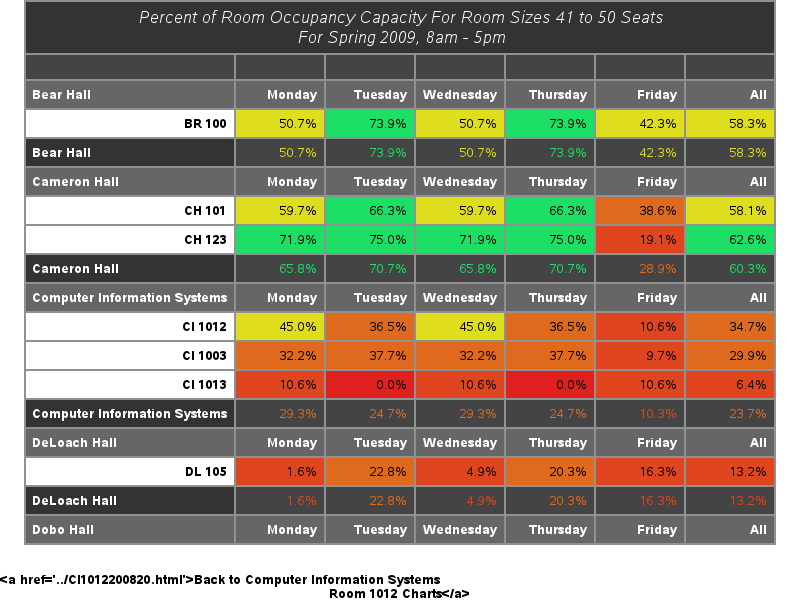 Percent of Room Occupancy Capacity For Room Sizes 41 to 50 Seats
For Spring 2009, 8am - 5pm
Bear Hall Monday Tuesday Wednesday Thursday Friday All
BR 100 50.7% 73.9% 50.7% 73.9% 42.3% 58.3%
Bear Hall 50.7% 73.9% 50.7% 73.9% 42.3% 58.3%
Cameron Hall Monday Tuesday Wednesday Thursday Friday All
CH 101 59.7% 66.3% 59.7% 66.3% 38.6% 58.1%
CH 123 71.9% 75.0% 71.9% 75.0% 19.1% 62.6%
Cameron Hall 65.8% 70.7% 65.8% 70.7% 28.9% 60.3%
Computer Information Systems Monday Tuesday Wednesday Thursday Friday All
CI 1012 45.0% 36.5% 45.0% 36.5% 10.6% 34.7%
CI 1003 32.2% 37.7% 32.2% 37.7% 9.7% 29.9%
CI 1013 10.6% 0.0% 10.6% 0.0% 10.6% 6.4%
Computer Information Systems 29.3% 24.7% 29.3% 24.7% 10.3% 23.7%
DeLoach Hall Monday Tuesday Wednesday Thursday Friday All
DL 105 1.6% 22.8% 4.9% 20.3% 16.3% 13.2%
DeLoach Hall 1.6% 22.8% 4.9% 20.3% 16.3% 13.2%
Dobo Hall Monday Tuesday Wednesday Thursday Friday All
<a href='../CI1012200820.html'>Back to Computer Information Systems
Room 1012 Charts</a>